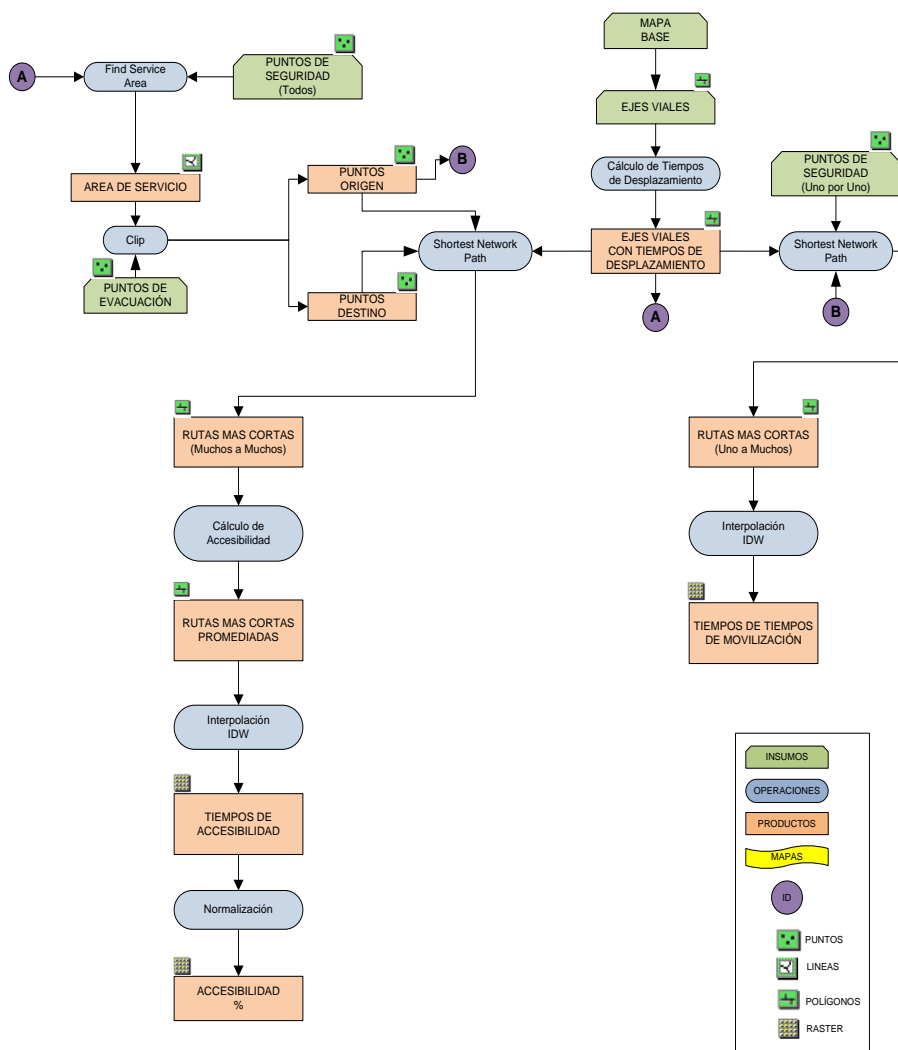 MAPA
BASE
PUNTOS DE
SEGURIDAD
(Todos)
A
Find Service
Area
EJES VIALES
PUNTOS DE
SEGURIDAD
(Uno por Uno)
Cálculo de Tiempos
de Desplazamiento
AREA DE SERVICIO
PUNTOS
ORIGEN
B
Clip
Shortest Network
Path
EJES VIALES
CON TIEMPOS DE
DESPLAZAMIENTO
Shortest Network
Path
PUNTOS DE
EVACUACIÓN
PUNTOS
DESTINO
A
B
RUTAS MAS CORTAS
(Muchos a Muchos)
RUTAS MAS CORTAS
(Uno a Muchos)
Cálculo de
Accesibilidad
Interpolación
IDW
RUTAS MAS CORTAS
PROMEDIADAS
TIEMPOS DE TIEMPOS
DE MOVILIZACIÓN
Interpolación
IDW
TIEMPOS DE
ACCESIBILIDAD
Normalización
ACCESIBILIDAD
%
INSUMOS
OPERACIONES
PRODUCTOS
MAPAS
ID
PUNTOS
LINEAS
POLÍGONOS
RASTER